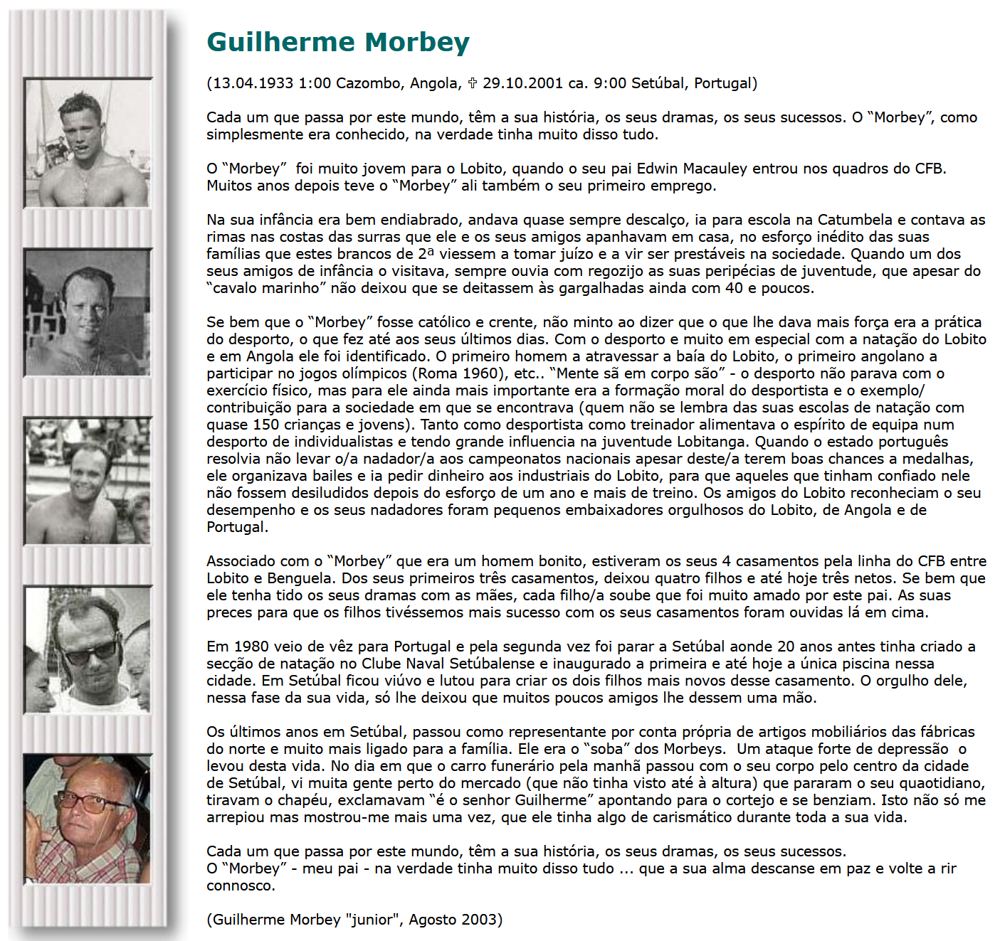 Guilherme Morbey
(13.04.1933 1:00 Cazombo, Angola, ✞ 29.10.2001 ca. 9:00 Setúbal, Portugal)
Cada um que passa por este mundo, têm a sua história, os seus dramas, os seus sucessos. O “Morbey”, como
simplesmente era conhecido, na verdade tinha muito disso tudo.
O “Morbey”  foi muito jovem para o Lobito, quando o seu pai Edwin Macauley entrou nos quadros do CFB.
Muitos anos depois teve o “Morbey” ali também o seu primeiro emprego.
Na sua infância era bem endiabrado, andava quase sempre descalço, ia para escola na Catumbela e contava as
rimas nas costas das surras que ele e os seus amigos apanhavam em casa, no esforço inédito das suas
famílias que estes brancos de 2ª viessem a tomar juízo e a vir ser prestáveis na sociedade. Quando um dos
seus amigos de infância o visitava, sempre ouvia com regozijo as suas peripécias de juventude, que apesar do
“cavalo marinho” não deixou que se deitassem às gargalhadas ainda com 40 e poucos.
Se bem que o “Morbey” fosse católico e crente, não minto ao dizer que o que lhe dava mais força era a prática
do desporto, o que fez até aos seus últimos dias. Com o desporto e muito em especial com a natação do Lobito
e em Angola ele foi identificado. O primeiro homem a atravessar a baía do Lobito, o primeiro angolano a
participar no jogos olímpicos (Roma 1960), etc.. “Mente sã em corpo são” - o desporto não parava com o
exercício físico, mas para ele ainda mais importante era a formação moral do desportista e o exemplo/
contribuição para a sociedade em que se encontrava (quem não se lembra das suas escolas de natação com
quase 150 crianças e jovens). Tanto como desportista como treinador alimentava o espírito de equipa num
desporto de individualistas e tendo grande influencia na juventude Lobitanga. Quando o estado português
resolvia não levar o/a nadador/a aos campeonatos nacionais apesar deste/a terem boas chances a medalhas,
ele organizava bailes e ia pedir dinheiro aos industriais do Lobito, para que aqueles que tinham confiado nele
não fossem desiludidos depois do esforço de um ano e mais de treino. Os amigos do Lobito reconheciam o seu
desempenho e os seus nadadores foram pequenos embaixadores orgulhosos do Lobito, de Angola e de
Portugal.
Associado com o “Morbey” que era um homem bonito, estiveram os seus 4 casamentos pela linha do CFB entre
Lobito e Benguela. Dos seus primeiros três casamentos, deixou quatro filhos e até hoje três netos. Se bem que
ele tenha tido os seus dramas com as mães, cada filho/a soube que foi muito amado por este pai. As suas
preces para que os filhos tivéssemos mais sucesso com os seus casamentos foram ouvidas lá em cima.
Em 1980 veio de vêz para Portugal e pela segunda vez foi parar a Setúbal aonde 20 anos antes tinha criado a
secção de natação no Clube Naval Setúbalense e inaugurado a primeira e até hoje a única piscina nessa
cidade. Em Setúbal ficou viúvo e lutou para criar os dois filhos mais novos desse casamento. O orgulho dele,
nessa fase da sua vida, só lhe deixou que muitos poucos amigos lhe dessem uma mão.
Os últimos anos em Setúbal, passou como representante por conta própria de artigos mobiliários das fábricas
do norte e muito mais ligado para a família. Ele era o “soba” dos Morbeys.  Um ataque forte de depressão  o
levou desta vida. No dia em que o carro funerário pela manhã passou com o seu corpo pelo centro da cidade
de Setúbal, vi muita gente perto do mercado (que não tinha visto até à altura) que pararam o seu quaotidiano,
tiravam o chapéu, exclamavam “é o senhor Guilherme” apontando para o cortejo e se benziam. Isto não só me
arrepiou mas mostrou-me mais uma vez, que ele tinha algo de carismático durante toda a sua vida.
Cada um que passa por este mundo, têm a sua história, os seus dramas, os seus sucessos.
O “Morbey” - meu pai - na verdade tinha muito disso tudo ... que a sua alma descanse em paz e volte a rir
connosco.
(Guilherme Morbey "junior", Agosto 2003)